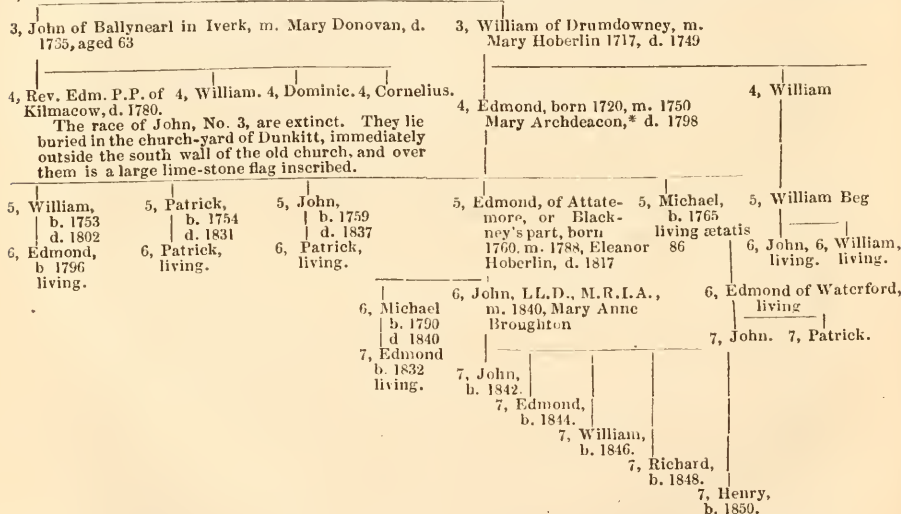 3, John of Ballynearl in Iverk, m. Mary Donovan, d.
1735, aged 63
3, William of Drumdowney, m.
Mary Hoberlin 1717, d. 1749
4, Rev. Edm. P.P. of
Kilmacow, d. 1780.
4, William. 4, Dominic. 4, Cornelius.
The race of John, No. 3, are extinct. They lie
buried in the church-yard of Dunkitt, immediately
outside the south wall of the old church, and over
them is a large lime-stone flag inscribed.
4, Edmond, born 1720, m. 1750
Mary Archdeacon,* d. 1798
4, William
5, William,
b. 1753
d. 1802
6, Edmond,
b 1796
living.
5, Patrick,
b. 1754
d. 1831
6, Patrick,
living.
5, John,
b. 1759
d. 1837
6, Patrick,
living.
5, Edmond, of Attate-
more, or Black-
ney's part, born
1760, m. 1788, Eleanor
Hoberlin, d. 1817
5, Michael,
b. 1765
living ætatis
86
5, William Beg
6, John, 6, William,
living. living.
6, Michael
b. 1790
d 1840
7, Edmond
b. 1832
living.
6, John, LL.D., M.R.I.A.,
m. 1840, Mary Anne
Broughton
6, Edmond of Waterford,
living
7, John. 7, Patrick.
7, John,
b. 1842.
7, Edmond,
b. 1844.
7, William,
b. 1846.
7, Richard,
b. 1848.
7, Henry,
b. 1850.